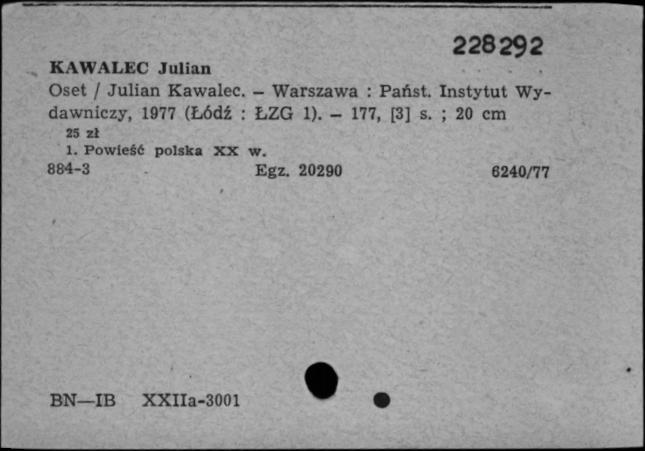 228292
KAWALEC Julian
Oset / Julian Kawalec. — Warszawa : Państ. Instytut Wy-
dawniczy, 1977 (Łódź : ŁZG 1). — 177, [3] s. ; 20 cm
25 zł
1. Powieść polska XX w.
884-3 Egz. 20290 6240/77
BN—IB XXIIa-3001